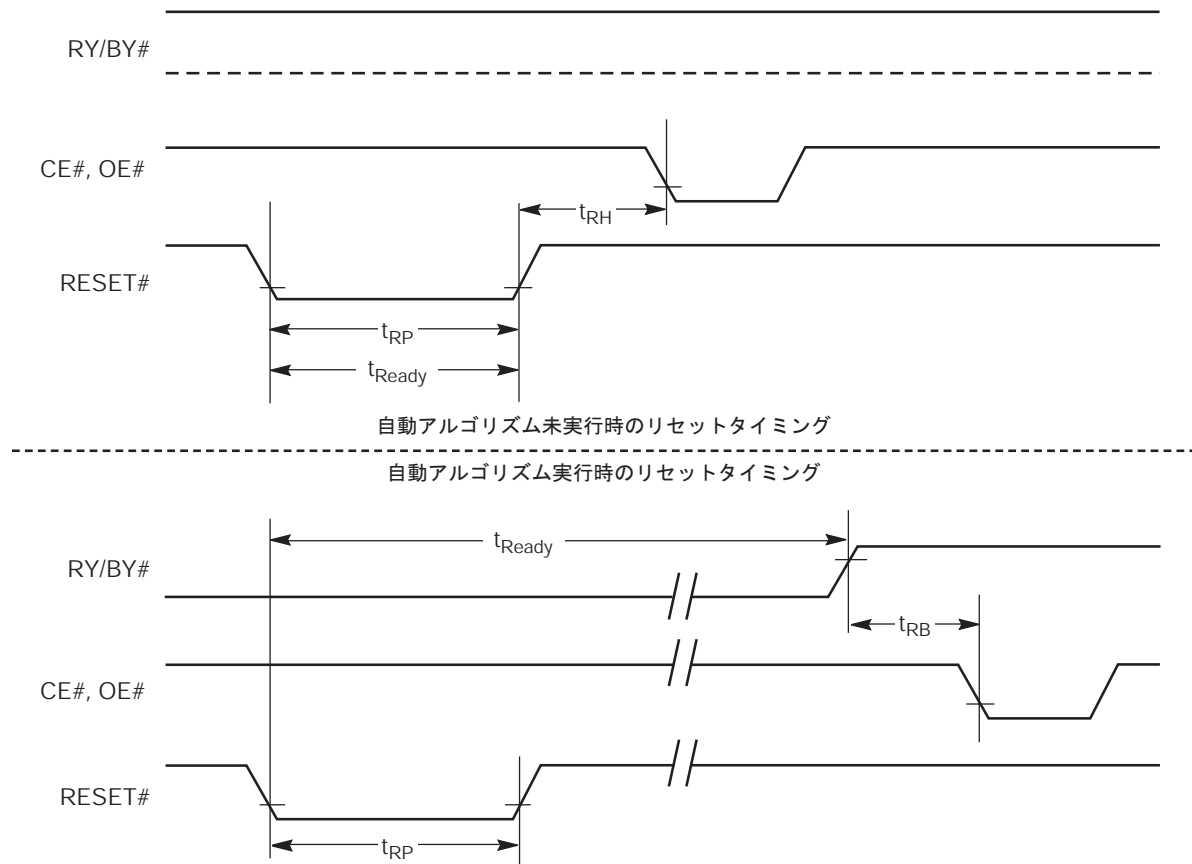 RY/BY#
CE#, OE#
tRH
RESET#
tRP
tReady
自動アルゴリズム未実行時のリセットタイミング
自動アルゴリズム実行時のリセットタイミング
tReady
RY/BY#
tRB
CE#, OE#
RESET#
tRP